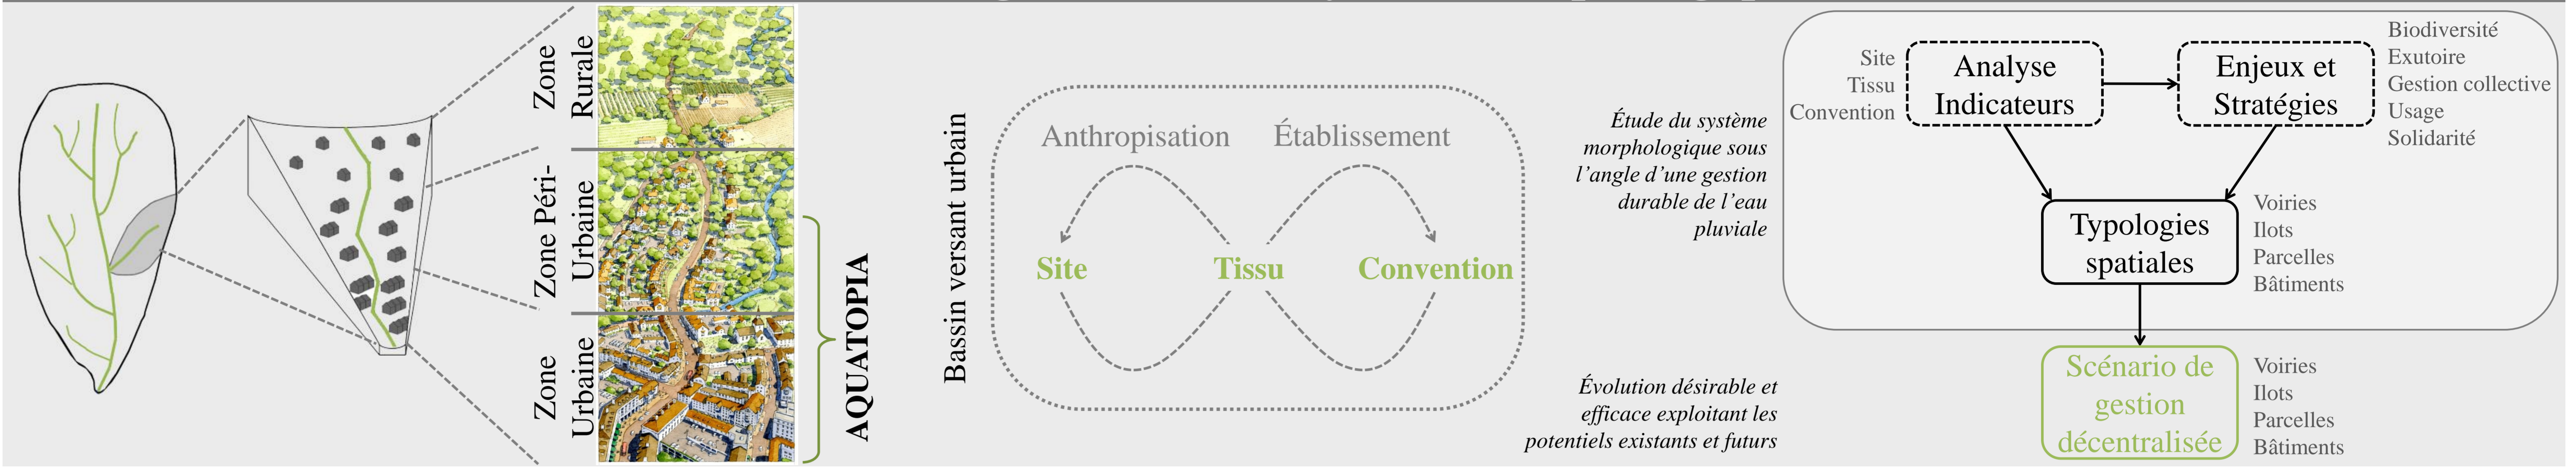 Zone
Rurale
Zone Péri-
Urbaine
Zone
Urbaine
AQUATOPIA
Bassin versant urbain
Anthropisation
Établissement
Site
Tissu
Convention
Étude du système
morphologique sous
l’angle d’une gestion
durable de l’eau
pluviale
Évolution désirable et
efficace exploitant les
potentiels existants et futurs
Site
Tissu
Convention
Analyse
Indicateurs
Enjeux et
Stratégies
Biodiversité
Exutoire
Gestion collective
Usage
Solidarité
Typologies
spatiales
Voiries
Ilots
Parcelles
Bâtiments
Scénario de
gestion
décentralisée
Voiries
Ilots
Parcelles
Bâtiments